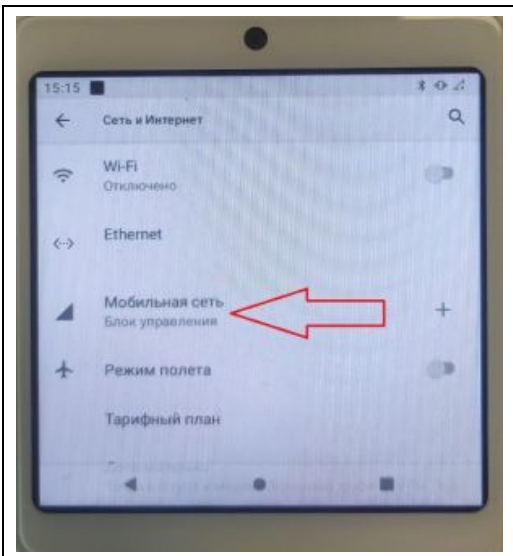 15:15
Сеть и Интернет
Wi-Fi
Отключено
Ethernet
Мобильная сеть
Блок управления
Режим полета
Тарифный план